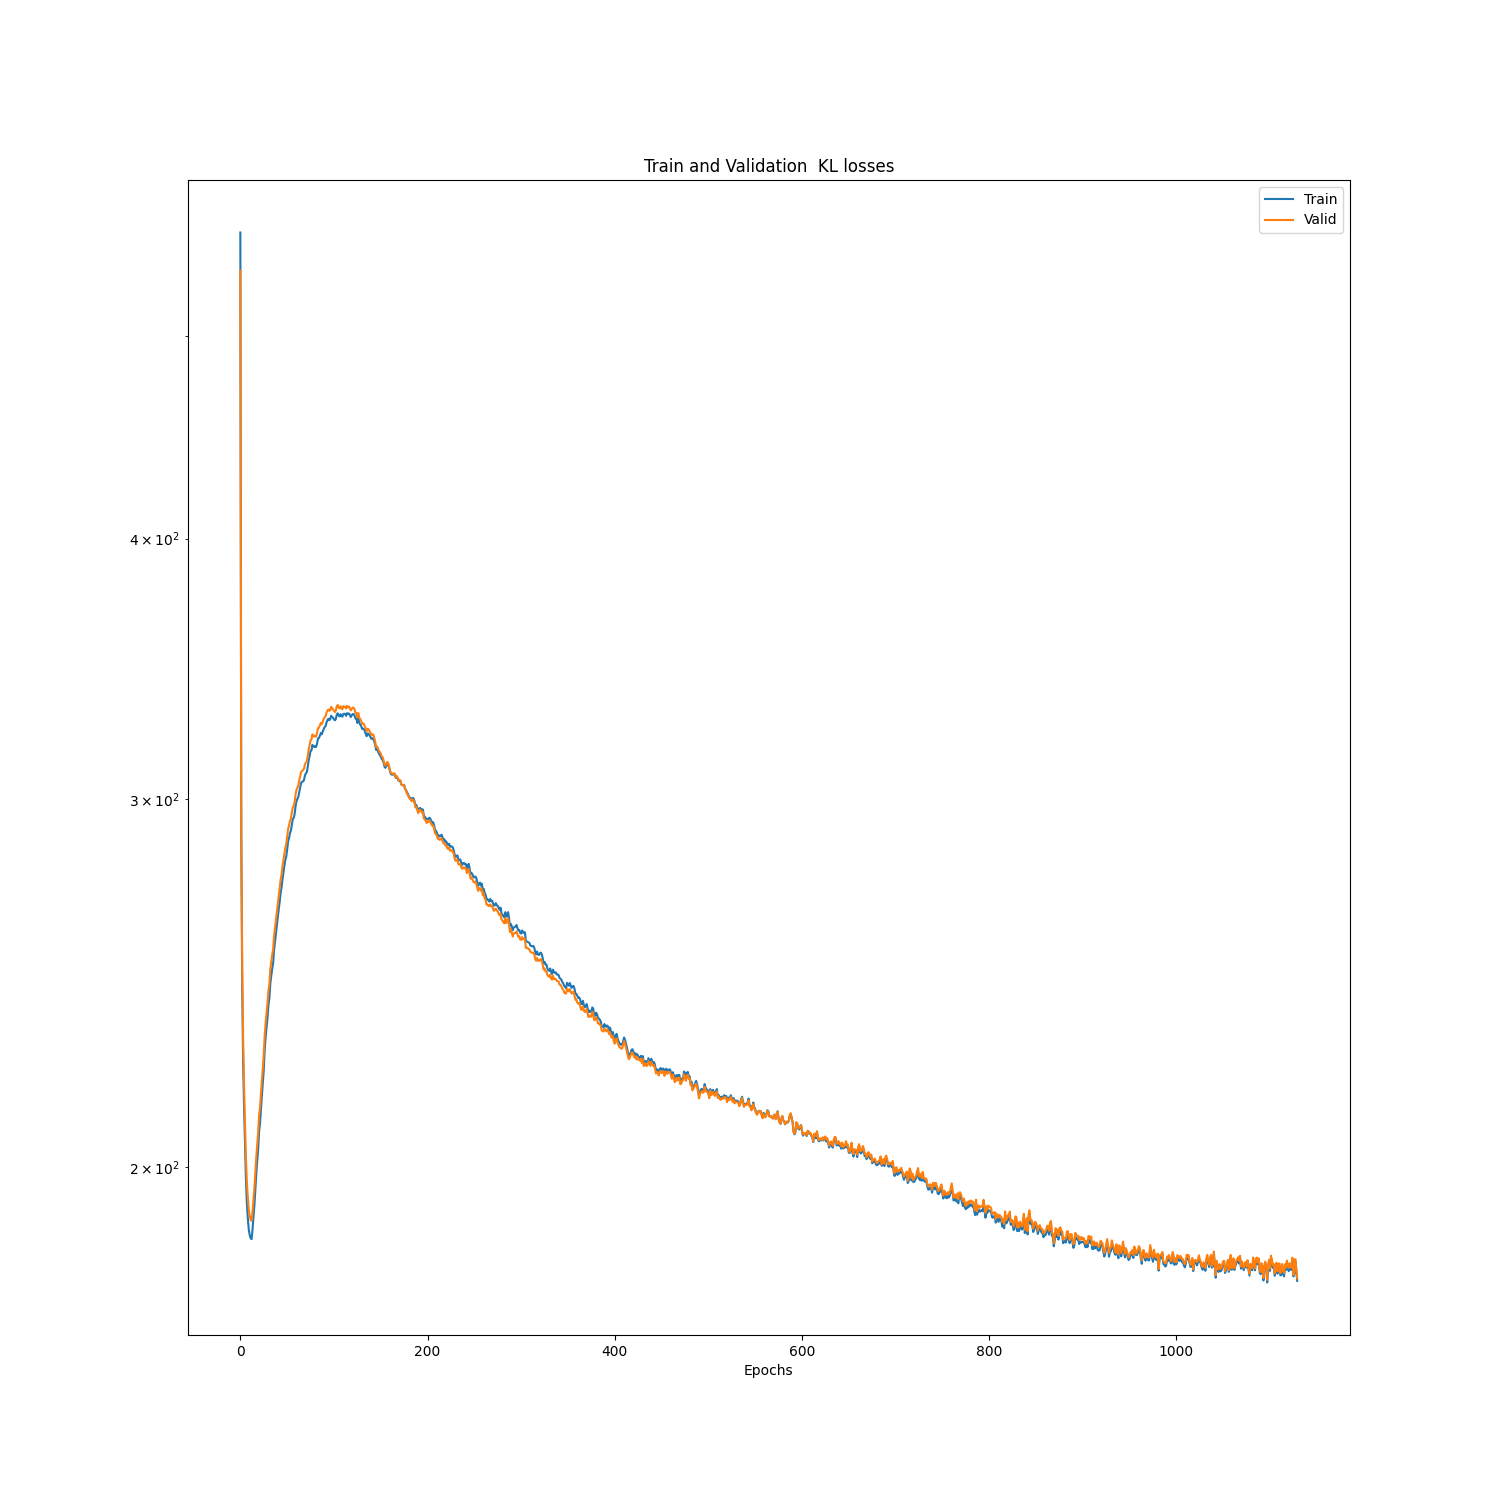 Train and Validation  KL losses
Train
Valid
4 × 10²
3 × 10²
2 × 10²
0 200 400 600 800 1000
Epochs